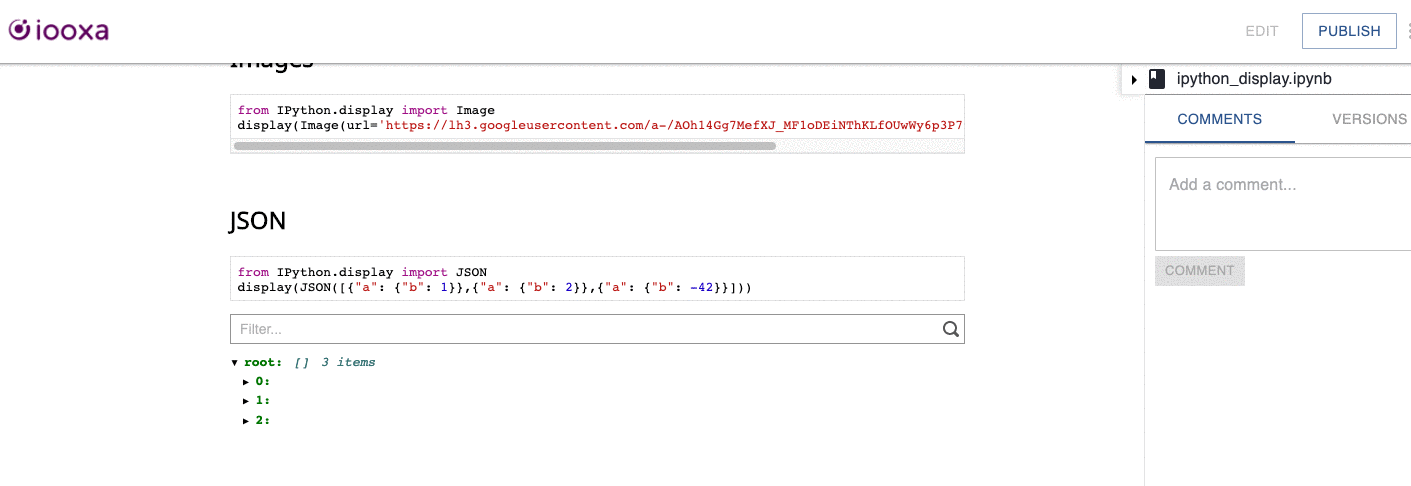 iooxa
EDIT
PUBLISH
Images
from IPython.display import Image
display(Image(url='https://lh3.googleusercontent.com/a-/AOh14Gg7MefXJ_MF1oDEiNThKLfOUwWy6p3P7
JSON
from IPython.display import JSON
display(JSON([{"a": {"b": 1}},{"a": {"b": 2}},{"a": {"b": -42}}]))
Filter...
root: [] 3 items
0:
1:
2:
ipython_display.ipynb
COMMENTS
VERSIONS
Add a comment...
COMMENT